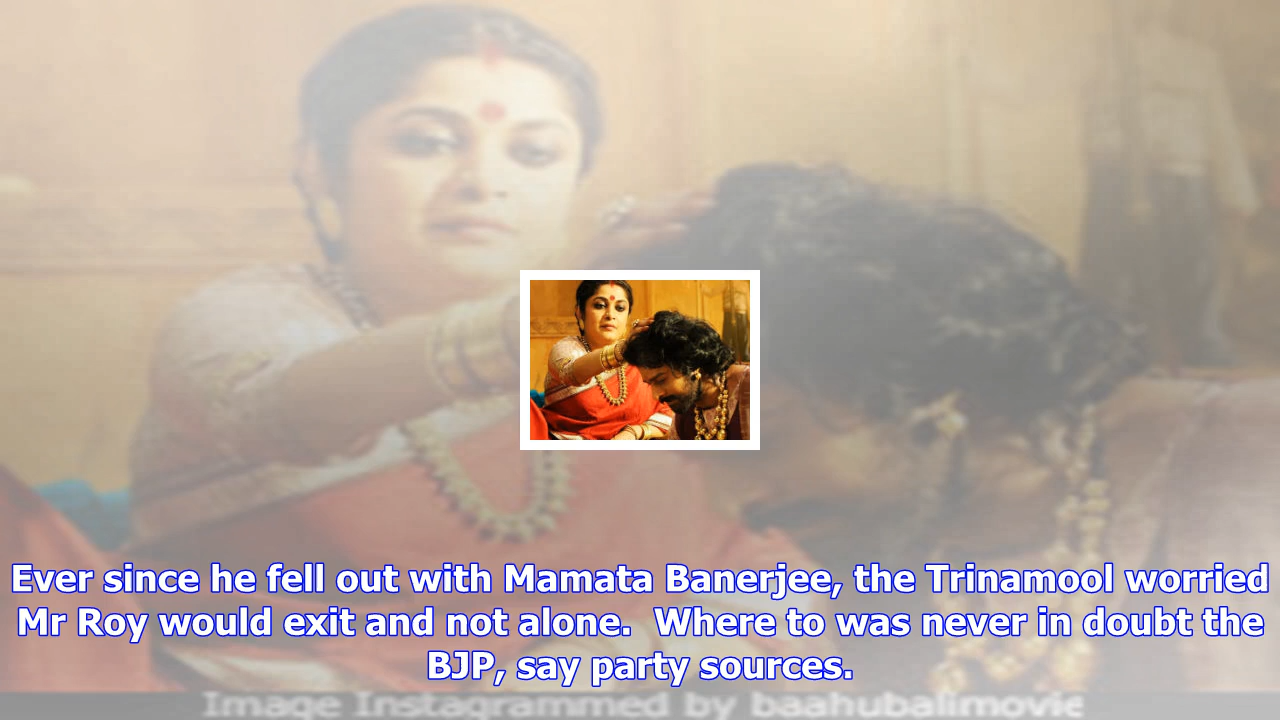 Ever since he fell out with Mamata Banerjee, the Trinamool worried
Mr Roy would exit and not alone.  Where to was never in doubt the
BJP, say party sources.
Image Instagrammed by baahubalimovie